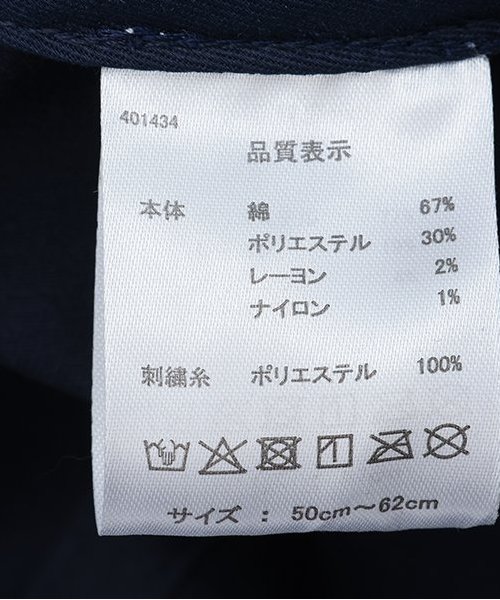 401434
品質表示
本体 綿 67%
ポリエステル 30%
レーヨン 2%
ナイロン 1%
刺繍糸 ポリエステル 100%
サイズ : 50cm～62cm